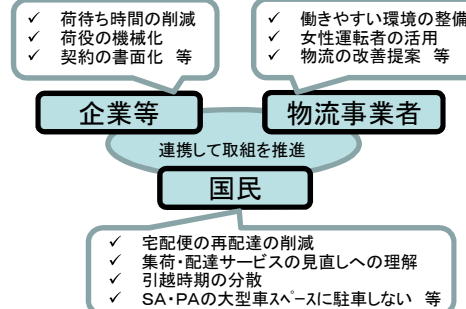 ✓ 荷待ち時間の削減
✓ 荷役の機械化
✓ 契約の書面化 等
✓ 働きやすい環境の整備
✓ 女性運転者の活用
✓ 物流の改善提案 等
企業等
物流事業者
連携して取組を推進
国民
✓ 宅配便の再配達の削減
✓ 集荷・配達サービスの見直しへの理解
✓ 引越時期の分散
✓ SA・PAの大型車スペースに駐車しない 等